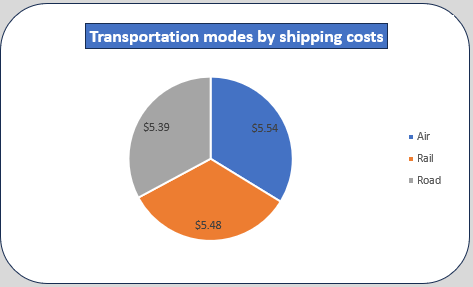 Transportation modes by shipping costs
$5.39
$5.54
$5.48
Air
Rail
Road